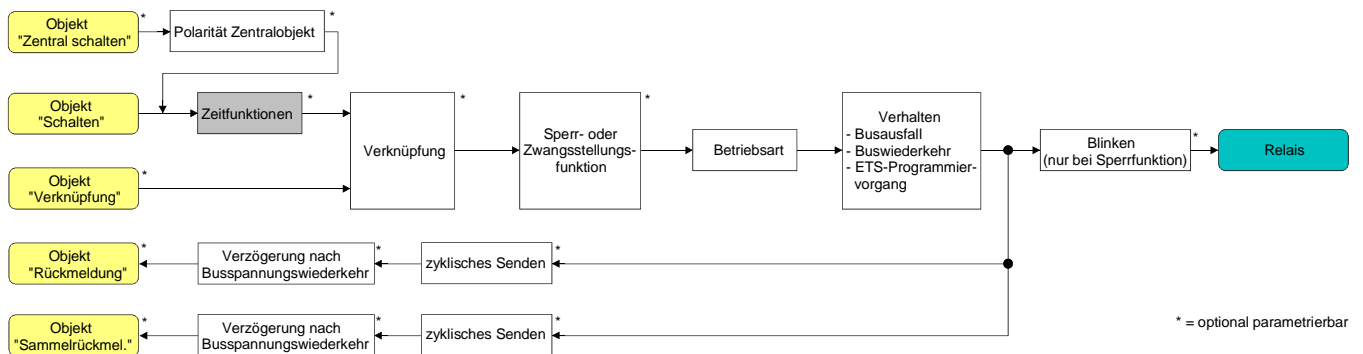 Objekt
"Zentral schalten"
*
Polarität Zentralobjekt
*
Objekt
"Schalten"
Zeitfunktionen
*
Verknüpfung
*
Sperr- oder
Zwangsstellungs-
funktion
*
Betriebsart
Verhalten
- Busausfall
- Buswiederkehr
- ETS-Programmier-
vorgang
Blinken
(nur bei Sperrfunktion)
*
Relais
Objekt
"Verknüpfung"
*
Objekt
"Rückmeldung"
*
Verzögerung nach
Busspannungswiederkehr
*
zyklisches Senden
*
Objekt
"Sammelrückmel."
*
Verzögerung nach
Busspannungswiederkehr
*
zyklisches Senden
*
* = optional parametrierbar